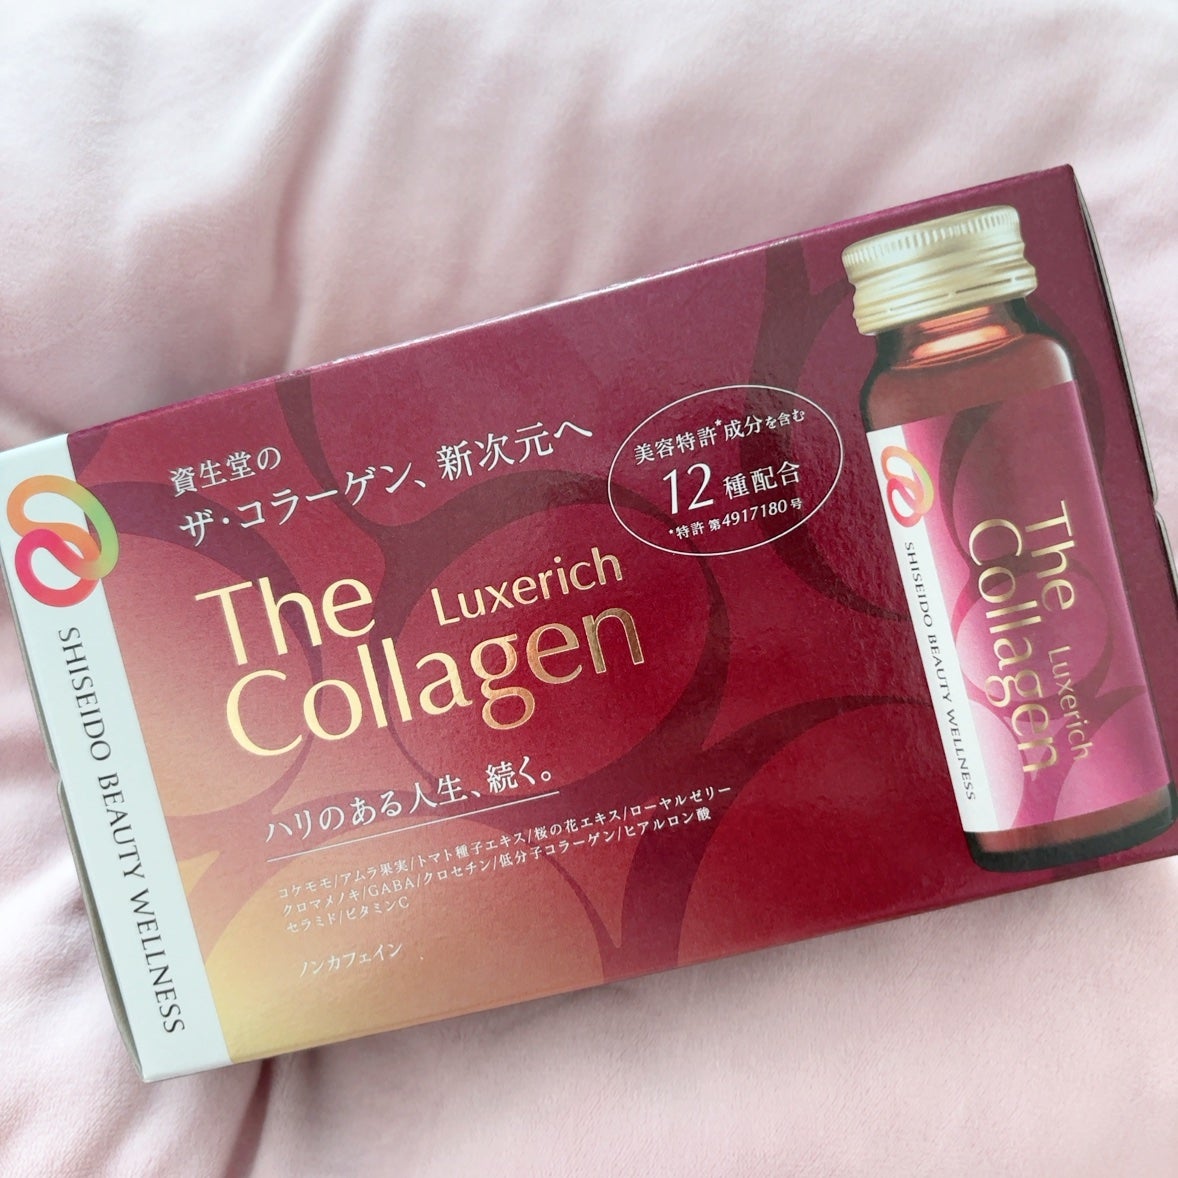 SHISEIDO BEAUTY WELLNESS
資生堂の
ザ・コラーゲン、新次元へ
美容特許*成分を含む
12種配合
*特許 第4917180号
The
Luxerich
Collagen
ハリのある人生、続く。
コケモモ/アムラ果実/トマト種子エキス/桜の花エキス/ローヤルゼリー
クロマメノキ/GABA/クロセチン/低分子コラーゲン/ヒアルロン酸
セラミド/ビタミンC
ノンカフェイン
SHISEIDO BEAUTY WELLNESS
The
Luxerich
Collagen